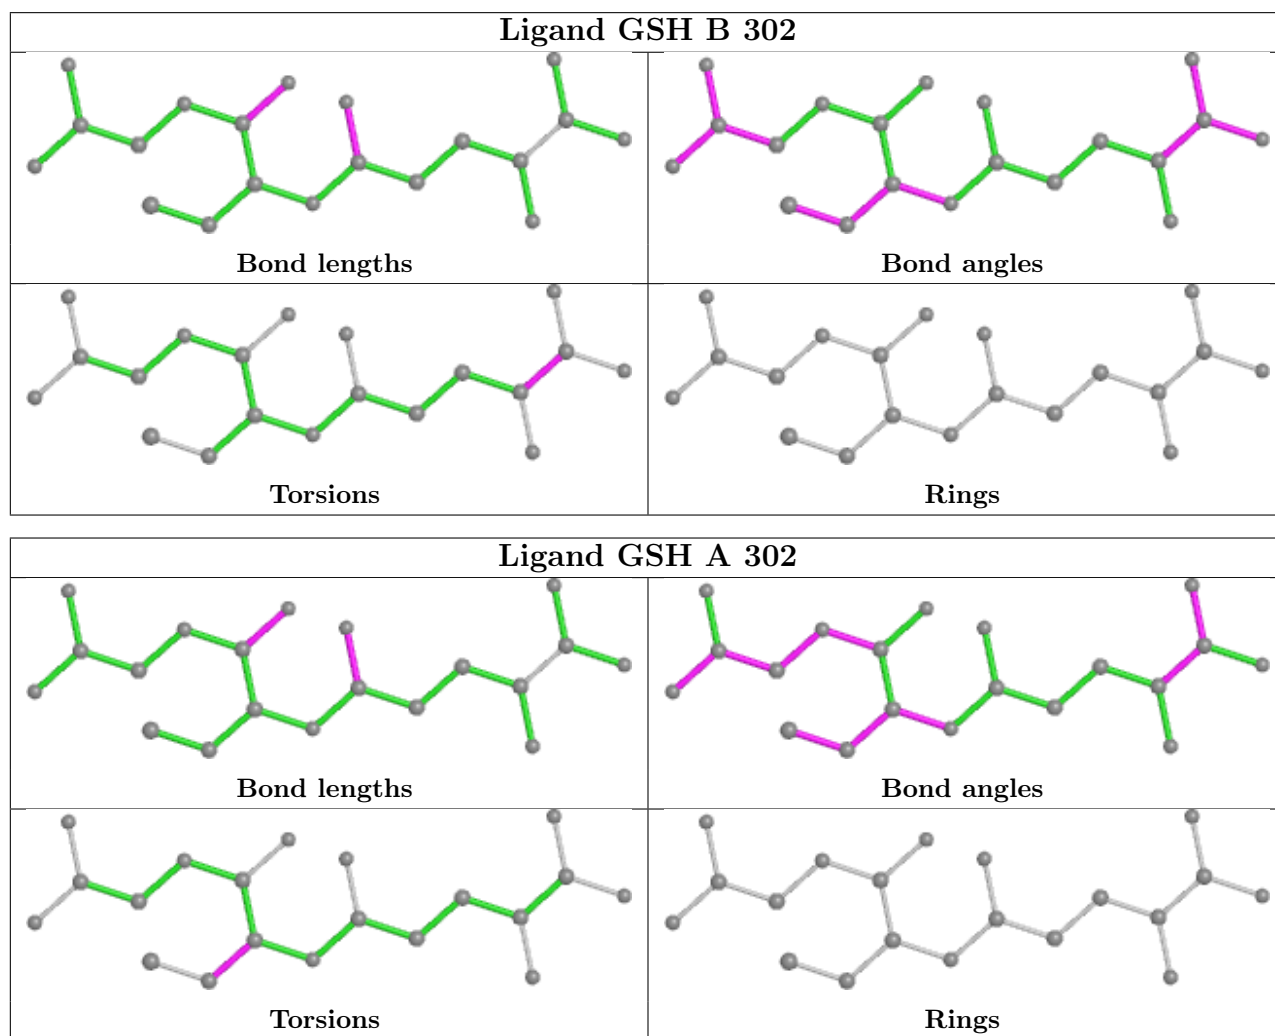 Ligand GSH B 302
Bond lengths
Bond angles
Torsions
Rings
Ligand GSH A 302
Bond lengths
Bond angles
Torsions
Rings